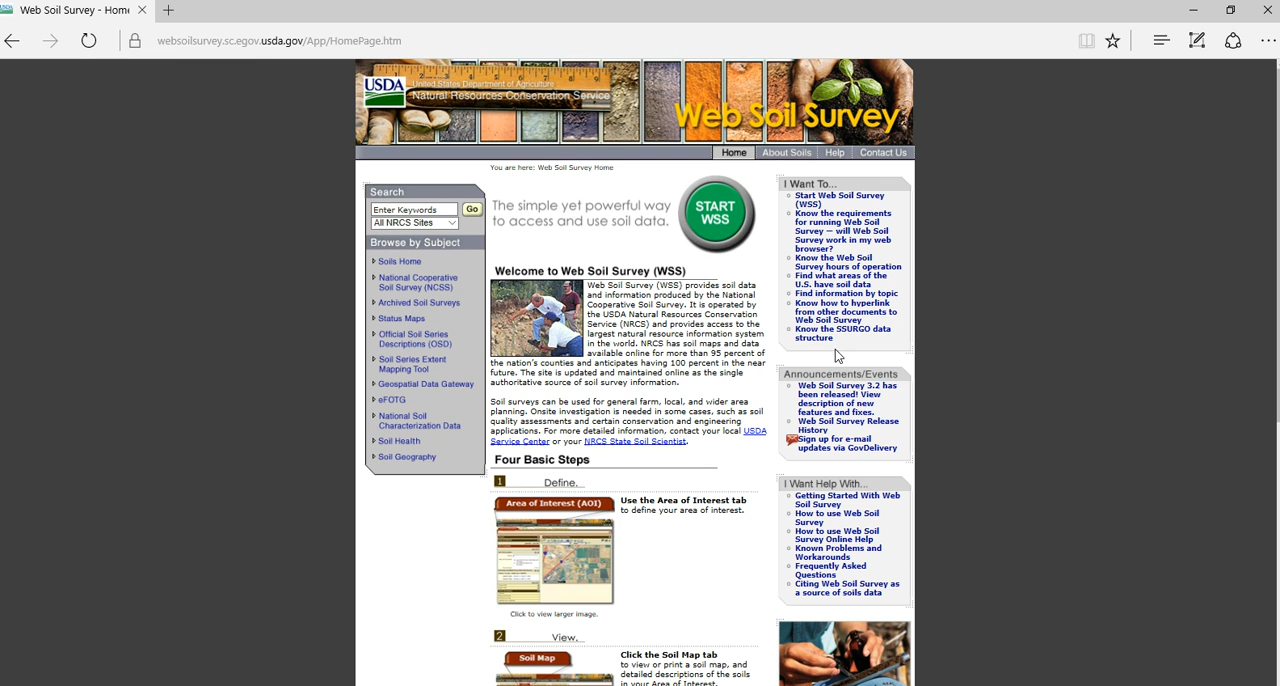 Web Soil Survey - Home
websoilsurvey.sc.egov.usda.gov/App/HomePage.htm
USDA
United States Department of Agriculture
Natural Resources Conservation Service
Web Soil Survey
Home
About Soils
Help
Contact Us
You are here: Web Soil Survey Home
Search
Enter Keywords
Go
All NRCS Sites
Browse by Subject
Soils Home
National Cooperative
Soil Survey (NCSS)
Archived Soil Surveys
Status Maps
Official Soil Series
Descriptions (OSD)
Soil Series Extent
Mapping Tool
Geospatial Data Gateway
eFOTG
National Soil
Characterization Data
Soil Health
Soil Geography
The simple yet powerful way
to access and use soil data.
START
WSS
Welcome to Web Soil Survey (WSS)
Web Soil Survey (WSS) provides soil data
and information produced by the National
Cooperative Soil Survey. It is operated by
the USDA Natural Resources Conservation
Service (NRCS) and provides access to the
largest natural resource information system
in the world. NRCS has soil maps and data
available online for more than 95 percent of
the nation's counties and anticipates having 100 percent in the near
future. The site is updated and maintained online as the single
authoritative source of soil survey information.
Soil surveys can be used for general farm, local, and wider area
planning. Onsite investigation is needed in some cases, such as soil
quality assessments and certain conservation and engineering
applications. For more detailed information, contact your local USDA
Service Center or your NRCS State Soil Scientist.
Four Basic Steps
1 Define.
Area of Interest (AOI)
Use the Area of Interest tab
to define your area of interest.
Click to view larger image.
2 View.
Soil Map
Click the Soil Map tab
to view or print a soil map, and
detailed descriptions of the soils
in your Area of Interest.
I Want To...
Start Web Soil Survey
(WSS)
Know the requirements
for running Web Soil
Survey — will Web Soil
Survey work in my web
browser?
Know the Web Soil
Survey hours of operation
Find what areas of the
U.S. have soil data
Find information by topic
Know how to hyperlink
from other documents to
Web Soil Survey
Know the SSURGO data
structure
Announcements/Events
Web Soil Survey 3.2 has
been released! View
description of new
features and fixes.
Web Soil Survey Release
History
Sign up for e-mail
updates via GovDelivery
I Want Help With...
Getting Started With Web
Soil Survey
How to use Web Soil
Survey
How to use Web Soil
Survey Online Help
Known Problems and
Workarounds
Frequently Asked
Questions
Citing Web Soil Survey as
a source of soils data